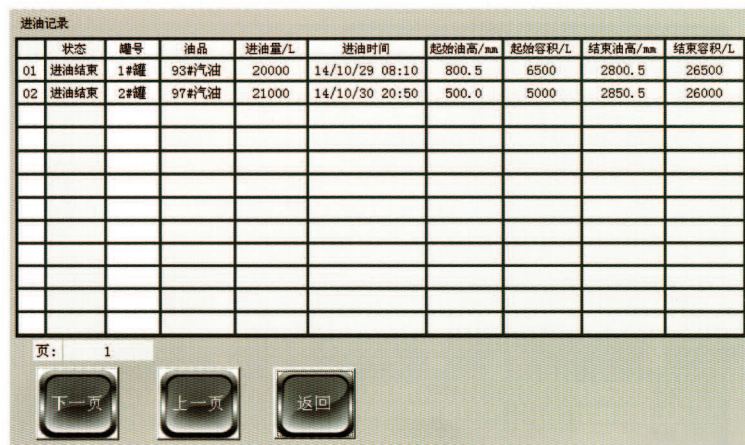 进油记录
状态 罐号 油品 进油量/L 进油时间 起始油高/mm 起始容积/L 结束油高/mm 结束容积/L
01 进油结束 1#罐 93#汽油 20000 14/10/29 08:10 800.5 6500 2800.5 26500
02 进油结束 2#罐 97#汽油 21000 14/10/30 20:50 500.0 5000 2850.5 26000
页: 1
下一页 上一页 返回